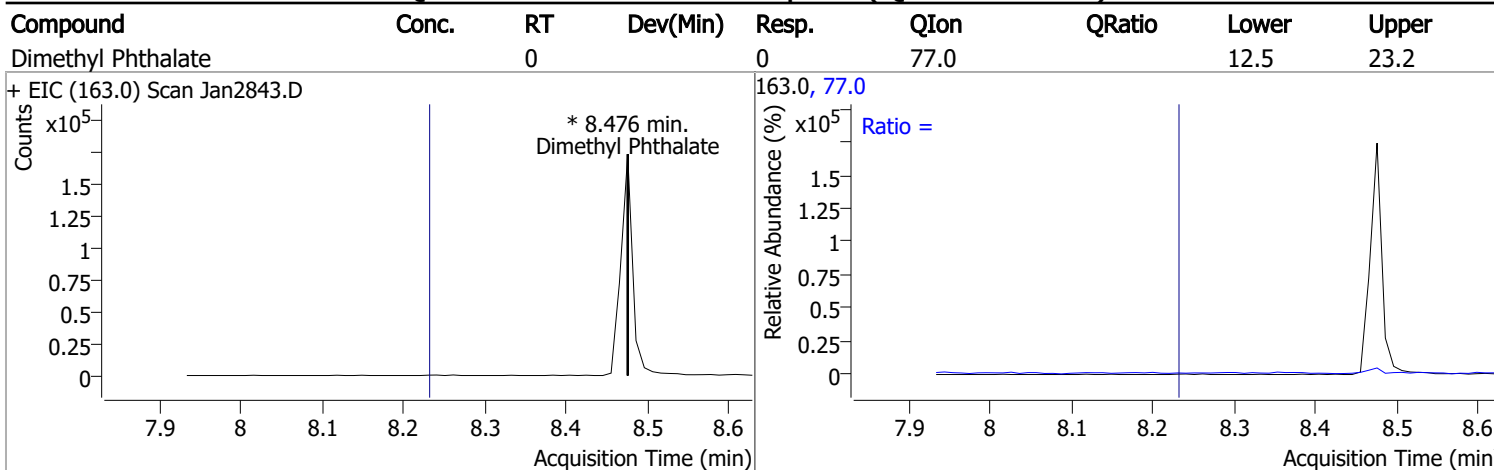 Compound Conc. RT Dev(Min) Resp. QIon QRatio Lower Upper
Dimethyl Phthalate 0 0 77.0 12.5 23.2
+ EIC (163.0) Scan Jan2843.D
Counts
x10^5
* 8.476 min.
Dimethyl Phthalate
1.5
1.25
1
0.75
0.5
0.25
0
7.9 8 8.1 8.2 8.3 8.4 8.5 8.6
Acquisition Time (min)
163.0, 77.0
Relative Abundance (%)
x10^5
Ratio =
1.5
1.25
1
0.75
0.5
0.25
0
7.9 8 8.1 8.2 8.3 8.4 8.5 8.6
Acquisition Time (min